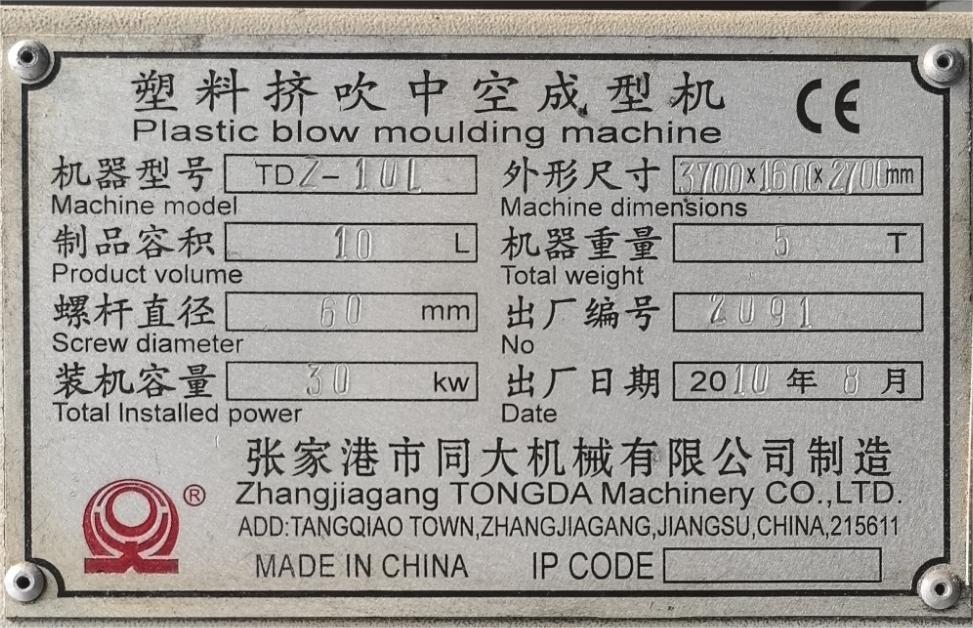 塑料挤吹中空成型机 CE
Plastic blow moulding machine
机器型号 TDZ-10L 外形尺寸 3700x1600x2700mm
Machine model Machine dimensions
制品容积 10 L 机器重量 5 T
Product volume Total weight
螺杆直径 60 mm 出厂编号 2091
Screw diameter No
装机容量 30 kw 出厂日期 2010年8月
Total Installed power Date
张家港市同大机械有限公司制造
® Zhangjiagang TONGDA Machinery CO.,LTD.
ADD:TANGQIAO TOWN,ZHANGJIAGANG,JIANGSU,CHINA,215611
MADE IN CHINA IP CODE